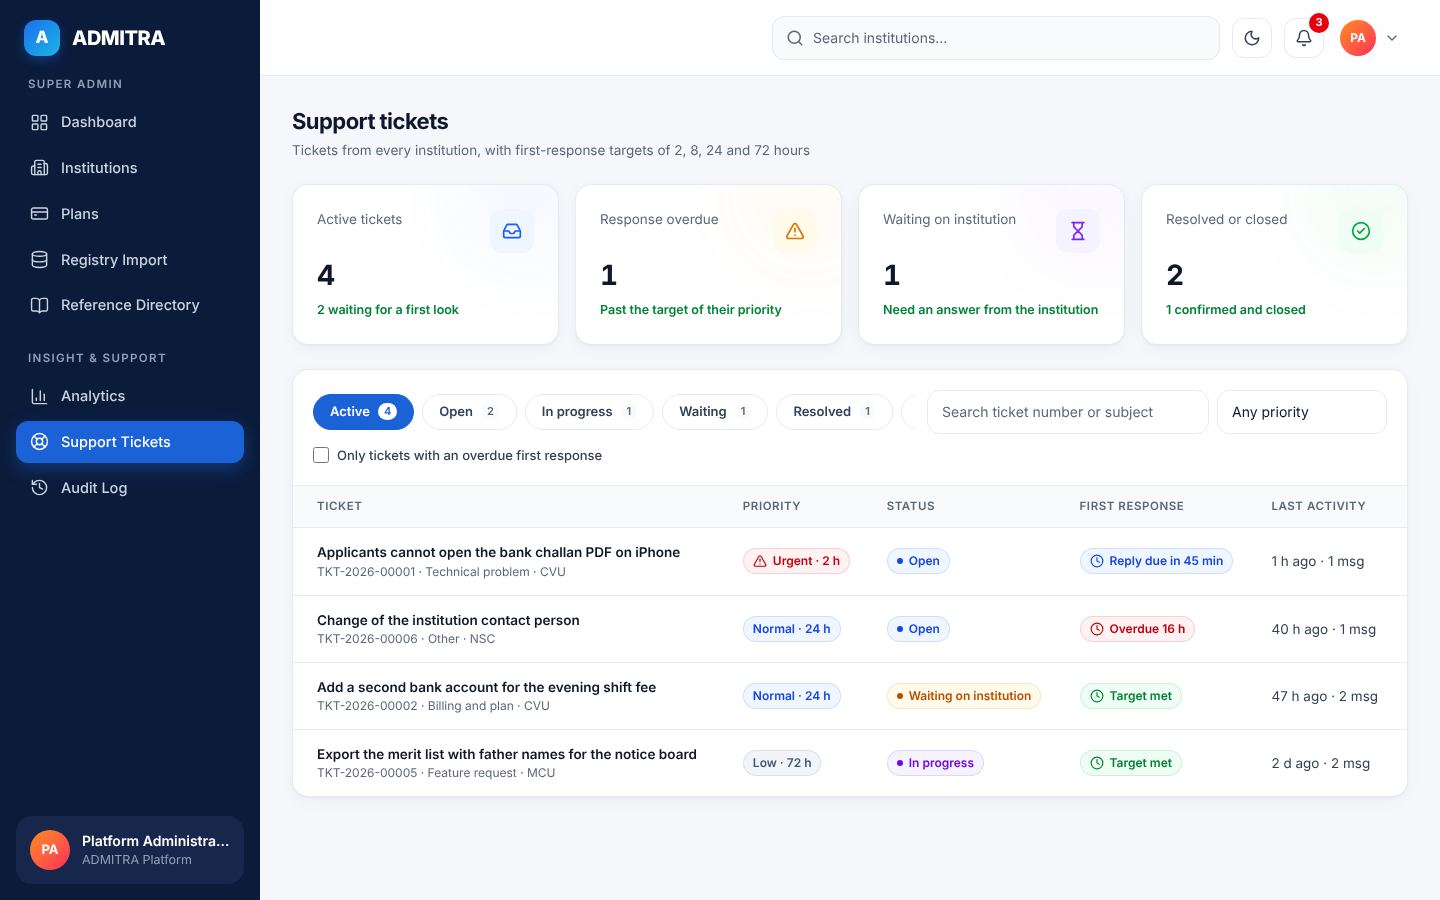 A ADMITRA
SUPER ADMIN
Dashboard
Institutions
Plans
Registry Import
Reference Directory
INSIGHT & SUPPORT
Analytics
Support Tickets
Audit Log
PA
Platform Administra...
ADMITRA Platform
Search institutions...
3
PA
Support tickets
Tickets from every institution, with first-response targets of 2, 8, 24 and 72 hours
Active tickets
4
2 waiting for a first look
Response overdue
1
Past the target of their priority
Waiting on institution
1
Need an answer from the institution
Resolved or closed
2
1 confirmed and closed
Active 4 Open 2 In progress 1 Waiting 1 Resolved 1
Search ticket number or subject
Any priority
Only tickets with an overdue first response
TICKET PRIORITY STATUS FIRST RESPONSE LAST ACTIVITY
Applicants cannot open the bank challan PDF on iPhone
TKT-2026-00001 · Technical problem · CVU
Urgent · 2 h
Open
Reply due in 45 min
1 h ago · 1 msg
Change of the institution contact person
TKT-2026-00006 · Other · NSC
Normal · 24 h
Open
Overdue 16 h
40 h ago · 1 msg
Add a second bank account for the evening shift fee
TKT-2026-00002 · Billing and plan · CVU
Normal · 24 h
Waiting on institution
Target met
47 h ago · 2 msg
Export the merit list with father names for the notice board
TKT-2026-00005 · Feature request · MCU
Low · 72 h
In progress
Target met
2 d ago · 2 msg